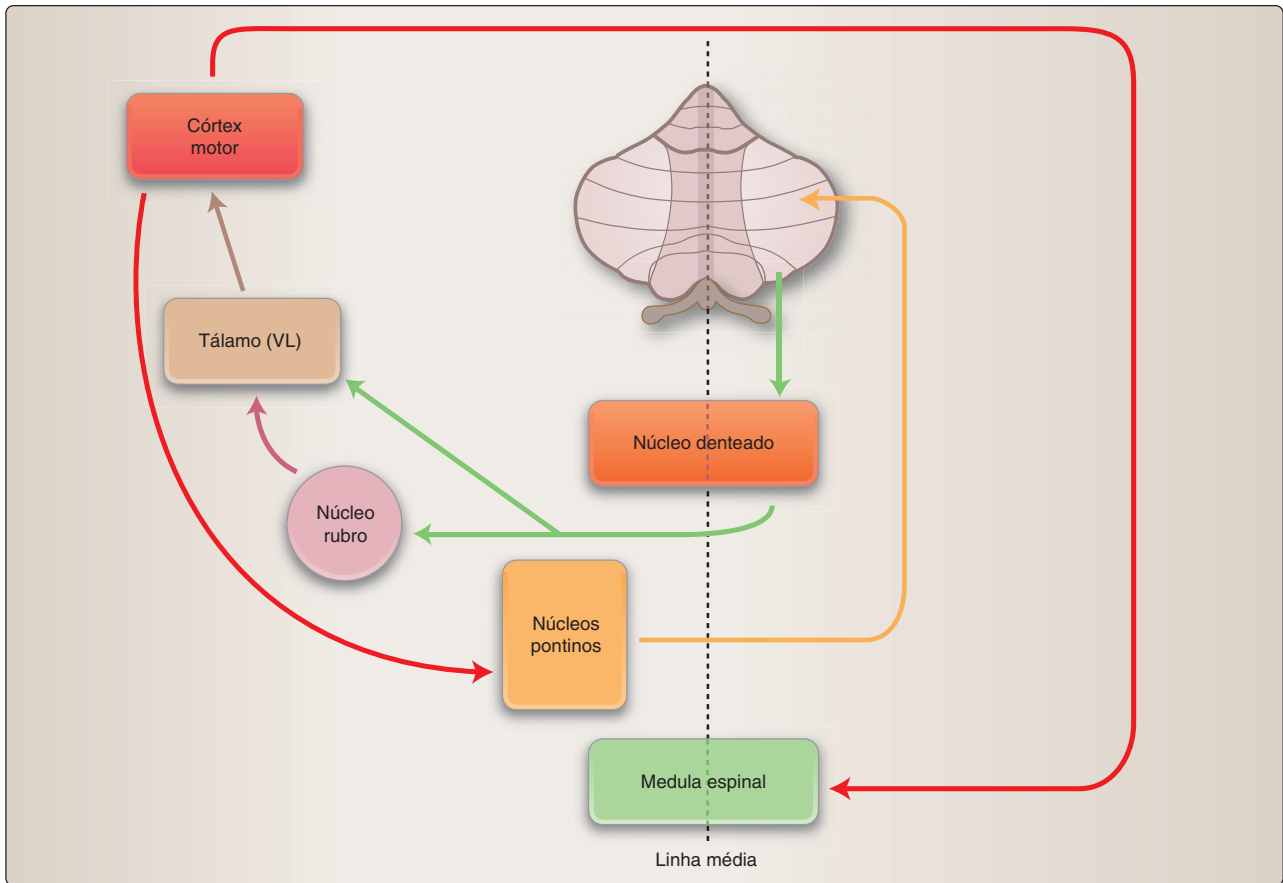 Córtex
motor
Tálamo (VL)
Núcleo denteado
Núcleo
rubro
Núcleos
pontinos
Medula espinal
Linha média